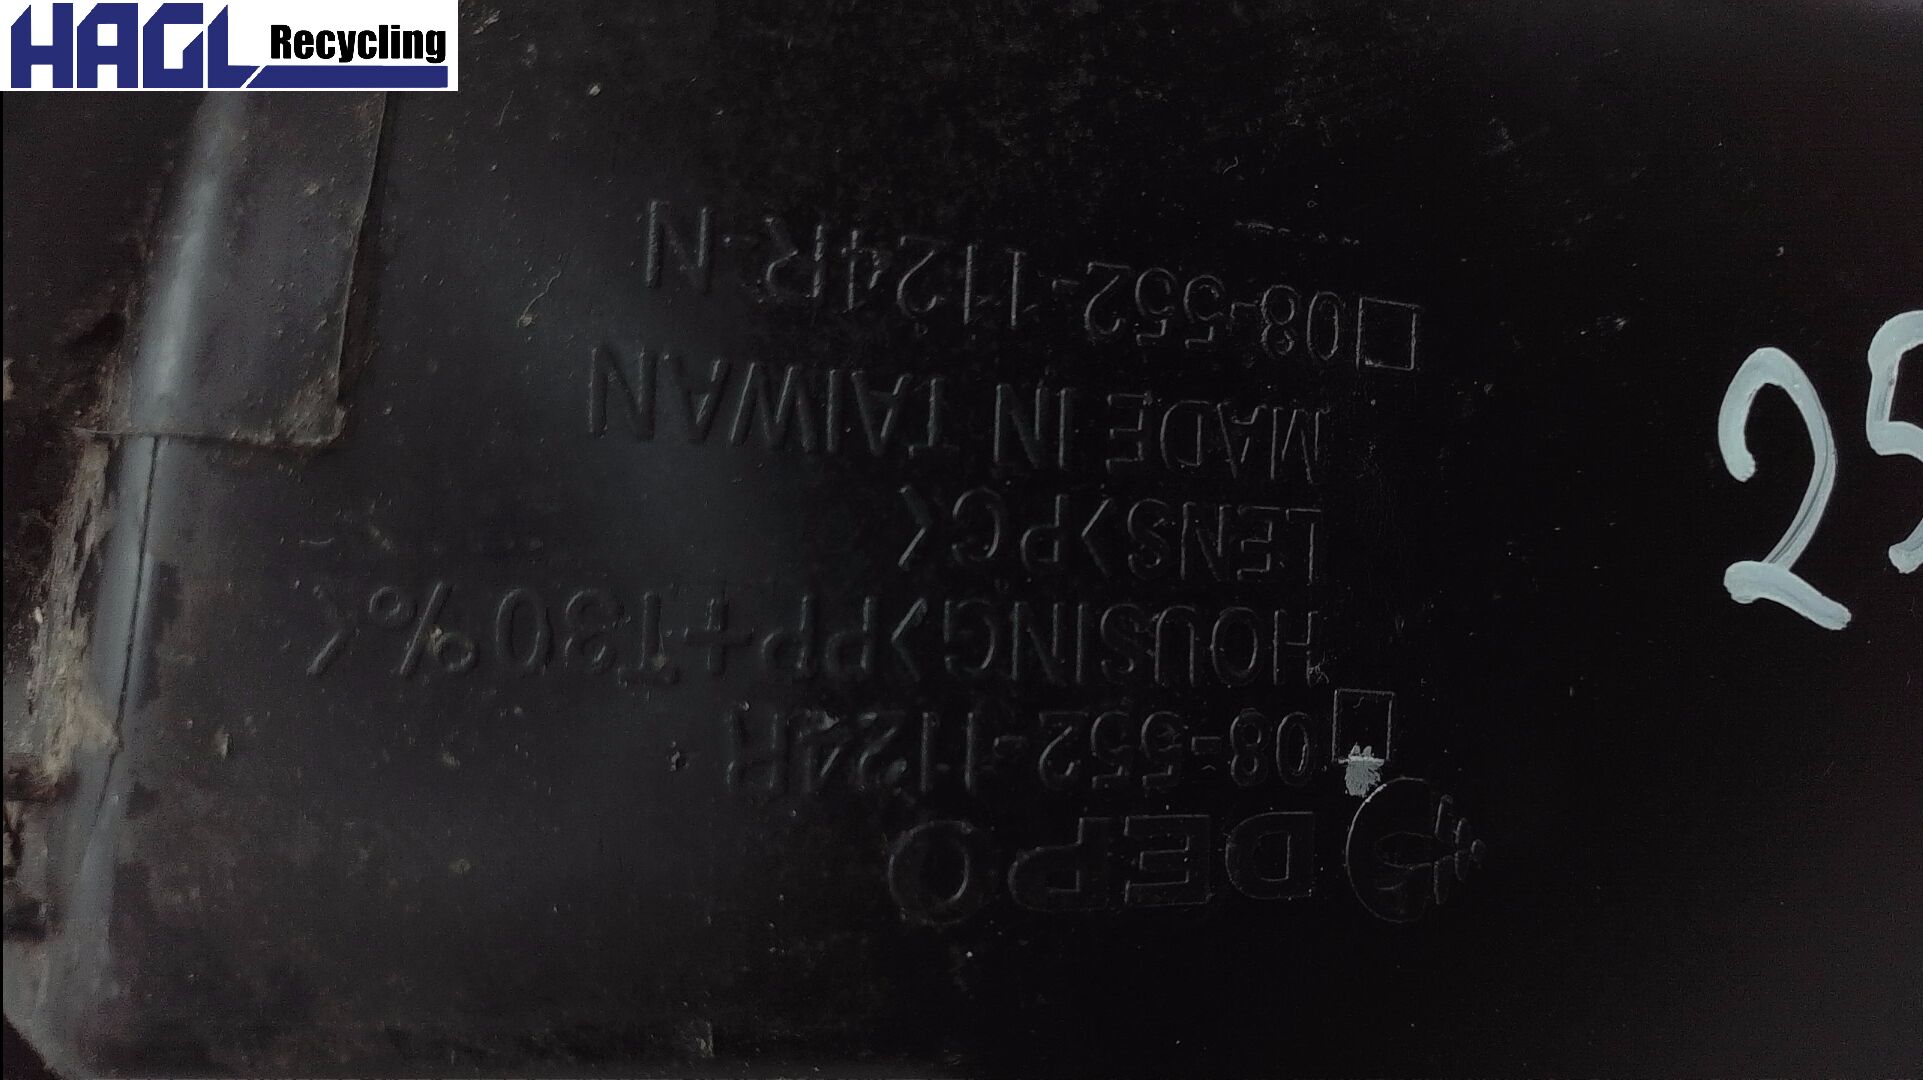 HAGL Recycling
DEPO
08-552-1124R
HOUSING>PP+T30%<
LENS>PC<
MADE IN TAIWAN
08-552-1124R-N
25